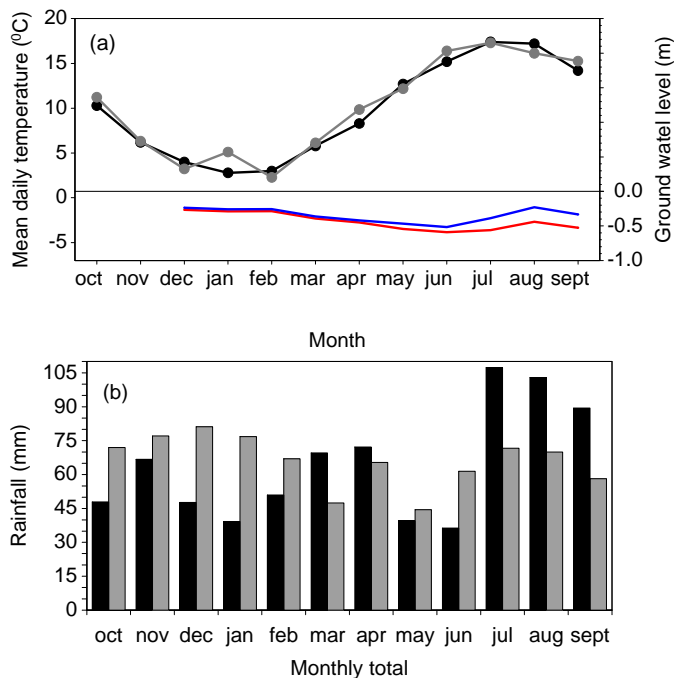 (a)
Mean daily temperature (⁰C)
20
15
10
5
0
-5
Ground watel level (m)
0.0
-0.5
-1.0
oct nov dec jan feb mar apr may jun jul aug sept
Month
(b)
Rainfall (mm)
105
90
75
60
45
30
15
0
oct nov dec jan feb mar apr may jun jul aug sept
Monthly total